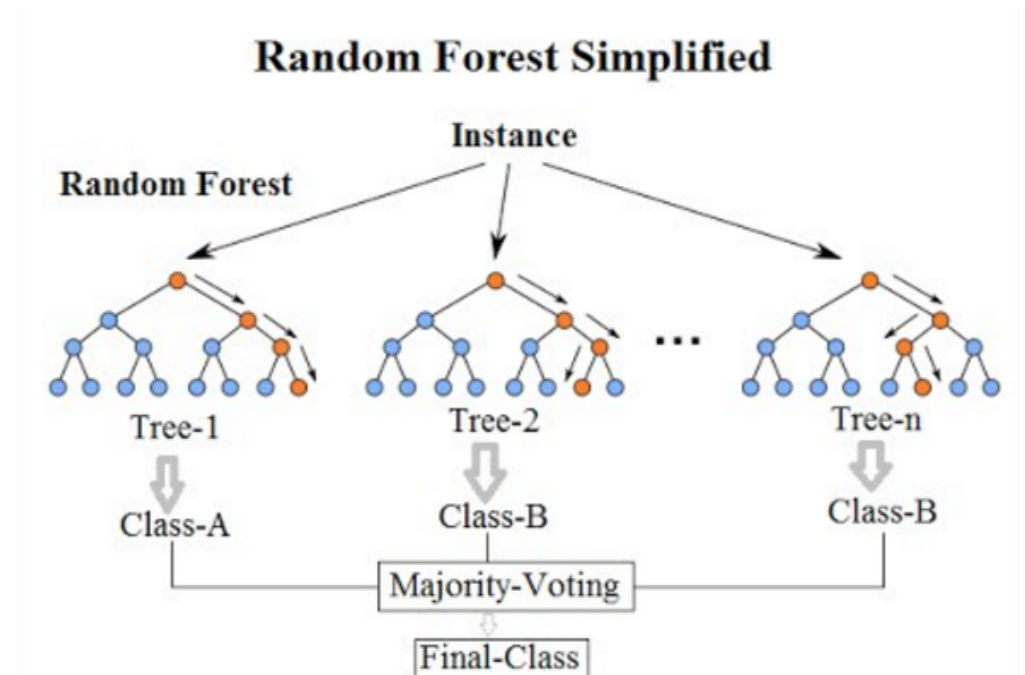 Random Forest Simplified
Instance
Random Forest
...
Tree-1
Tree-2
Tree-n
Class-A
Class-B
Class-B
Majority-Voting
Final-Class